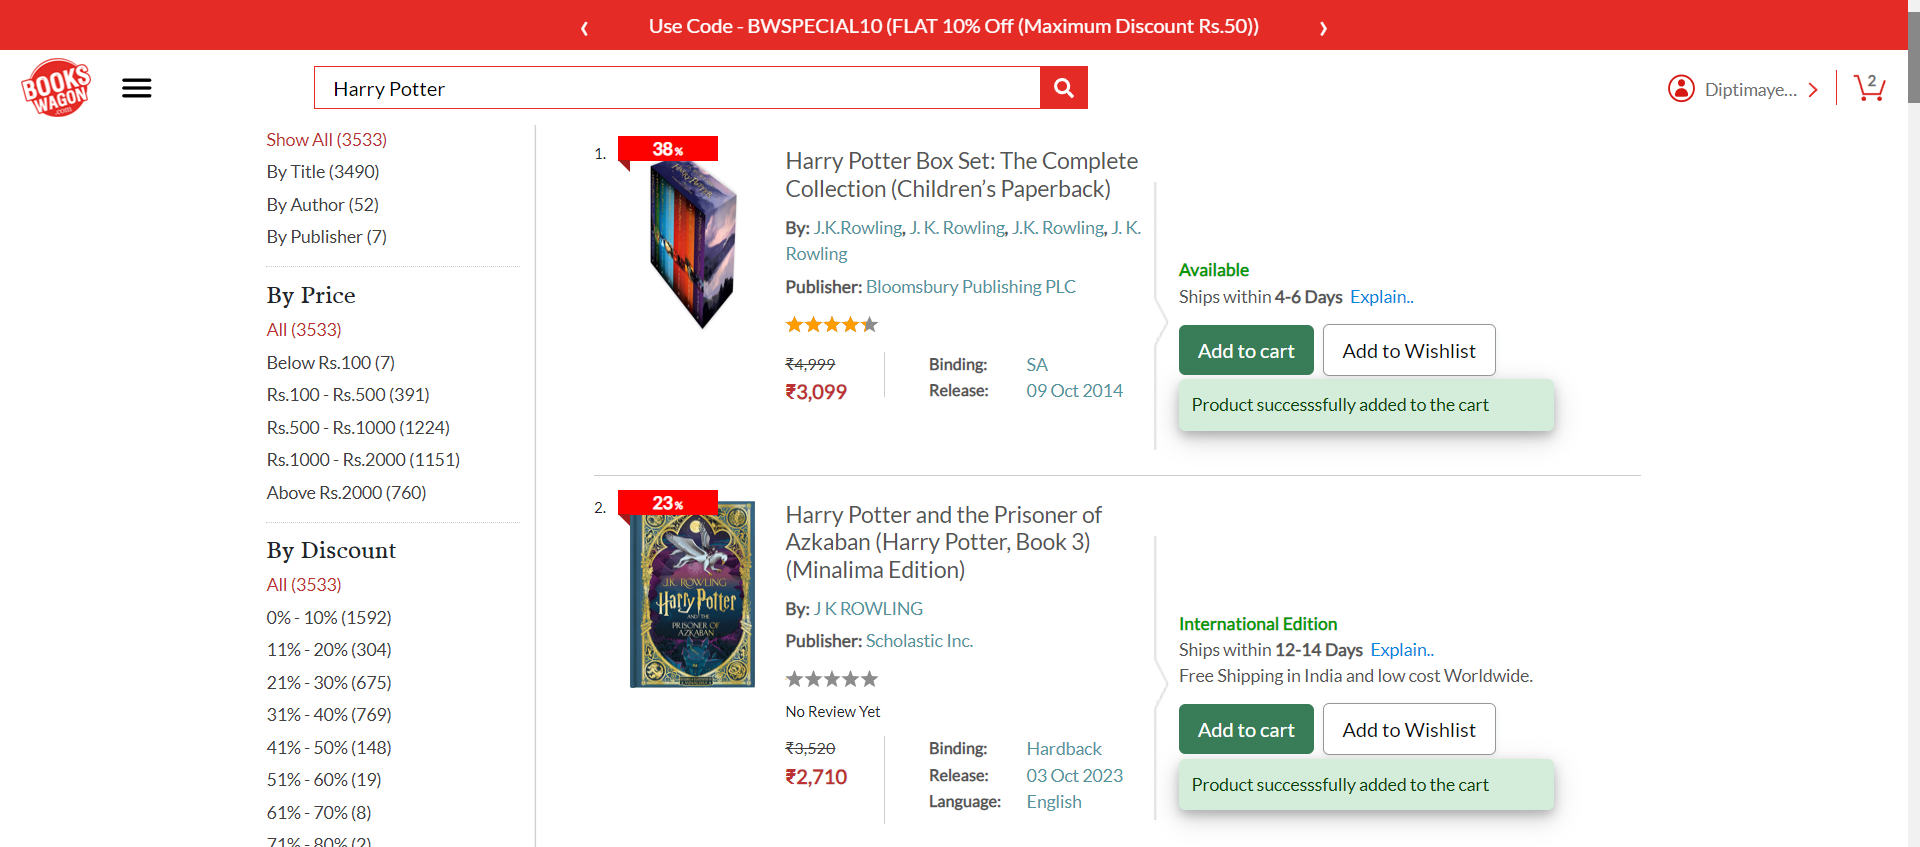 ‹ Use Code - BWSPECIAL10 (FLAT 10% Off (Maximum Discount Rs.50)) ›
BOOKS
WAGON
.com
Harry Potter
Diptimaye...
2
Show All (3533)
By Title (3490)
By Author (52)
By Publisher (7)
By Price
All (3533)
Below Rs.100 (7)
Rs.100 - Rs.500 (391)
Rs.500 - Rs.1000 (1224)
Rs.1000 - Rs.2000 (1151)
Above Rs.2000 (760)
By Discount
All (3533)
0% - 10% (1592)
11% - 20% (304)
21% - 30% (675)
31% - 40% (769)
41% - 50% (148)
51% - 60% (19)
61% - 70% (8)
71% - 80% (2)
1.
38%
Harry Potter Box Set: The Complete
Collection (Children’s Paperback)
By: J.K.Rowling, J. K. Rowling, J.K. Rowling, J. K.
Rowling
Publisher: Bloomsbury Publishing PLC
₹4,999
₹3,099
Binding: SA
Release: 09 Oct 2014
Available
Ships within 4-6 Days Explain..
Add to cart
Add to Wishlist
Product successsfully added to the cart
2.
23%
J.K. ROWLING
Harry Potter
AND THE
PRISONER OF
AZKABAN
Harry Potter and the Prisoner of
Azkaban (Harry Potter, Book 3)
(Minalima Edition)
By: J K ROWLING
Publisher: Scholastic Inc.
No Review Yet
₹3,520
₹2,710
Binding: Hardback
Release: 03 Oct 2023
Language: English
International Edition
Ships within 12-14 Days Explain..
Free Shipping in India and low cost Worldwide.
Add to cart
Add to Wishlist
Product successsfully added to the cart